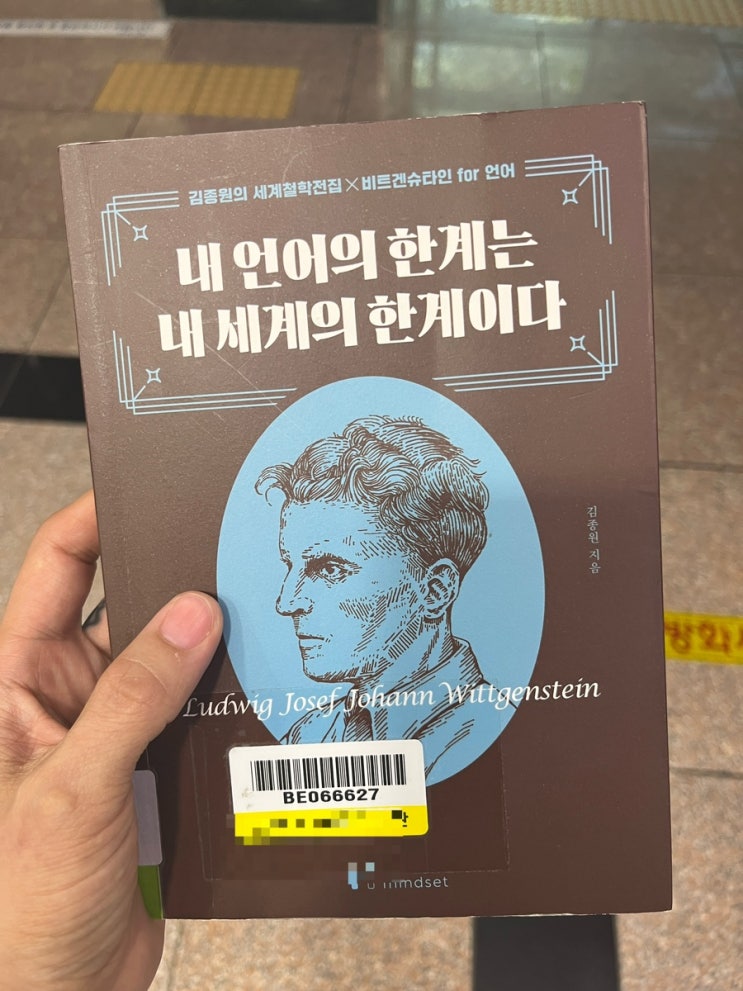 김종원의 세계철학전집×비트겐슈타인 for 언어
내 언어의 한계는
내 세계의 한계이다
김종원 지음
Ludwig Josef Johann Wittgenstein
BE066627
mindset